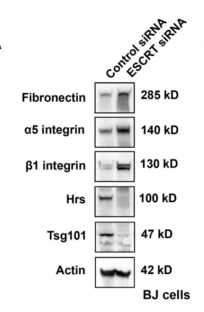 A
Control siRNA
ESCRT siRNA
Fibronectin 285 kD
α5 integrin 140 kD
β1 integrin 130 kD
Hrs 100 kD
Tsg101 47 kD
Actin 42 kD
BJ cells